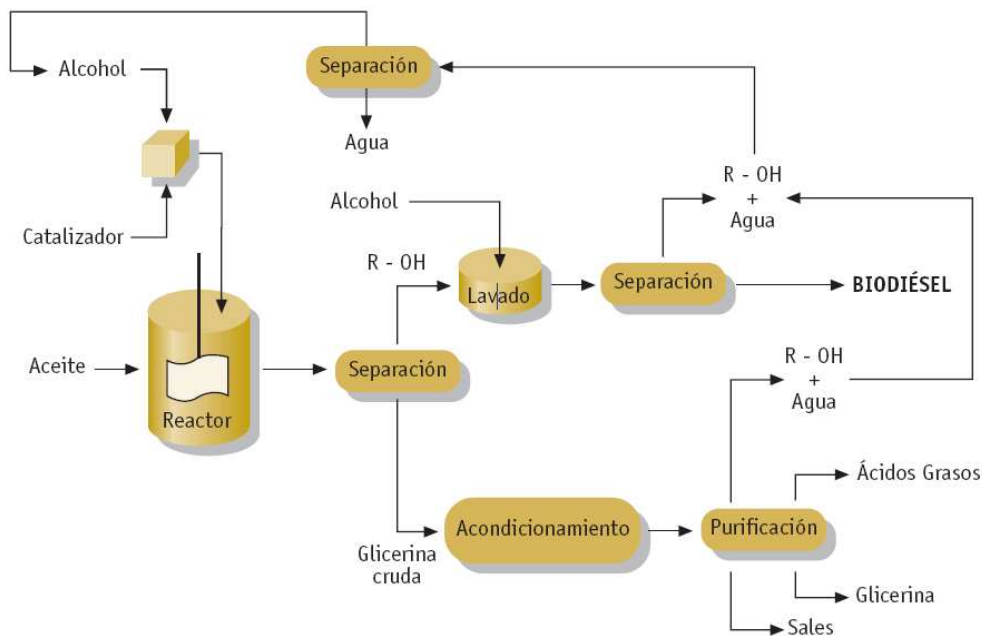 Alcohol
Separación
Agua
R - OH
+
Agua
Alcohol
Catalizador
R - OH
Lavado
Separación
BIODIÉSEL
Aceite
Reactor
Separación
R - OH
+
Agua
Ácidos Grasos
Acondicionamiento
Purificación
Glicerina
cruda
Glicerina
Sales